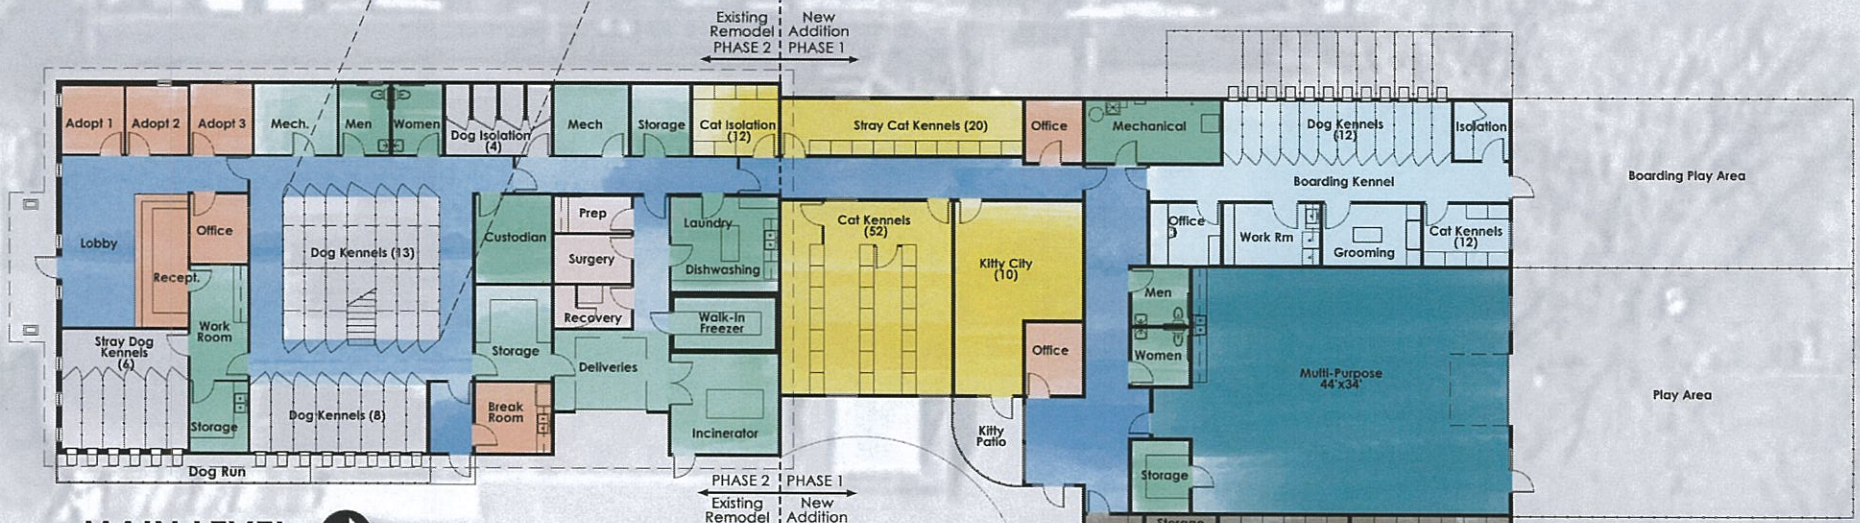 Existing
Remodel
PHASE 2
New
Addition
PHASE 1
Adopt 1
Adopt 2
Adopt 3
Mech.
Men
Women
Dog Isolation
(4)
Mech
Storage
Cat Isolation
(12)
Stray Cat Kennels (20)
Office
Mechanical
Dog Kennels
(12)
Isolation
Boarding Kennel
Boarding Play Area
Lobby
Recept.
Office
Dog Kennels (13)
Custodian
Prep
Surgery
Recovery
Laundry
Dishwashing
Cat Kennels
(52)
Kitty City
(10)
Office
Work Rm
Grooming
Cat Kennels
(12)
Men
Women
Work
Room
Stray Dog
Kennels
(6)
Storage
Storage
Deliveries
Walk-In
Freezer
Office
Multi-Purpose
44'x34'
Play Area
Dog Kennels (8)
Break
Room
Incinerator
Kitty
Patio
Storage
Dog Run
PHASE 2
Existing
Remodel
PHASE 1
New
Addition
MAIN LEVEL
Storage